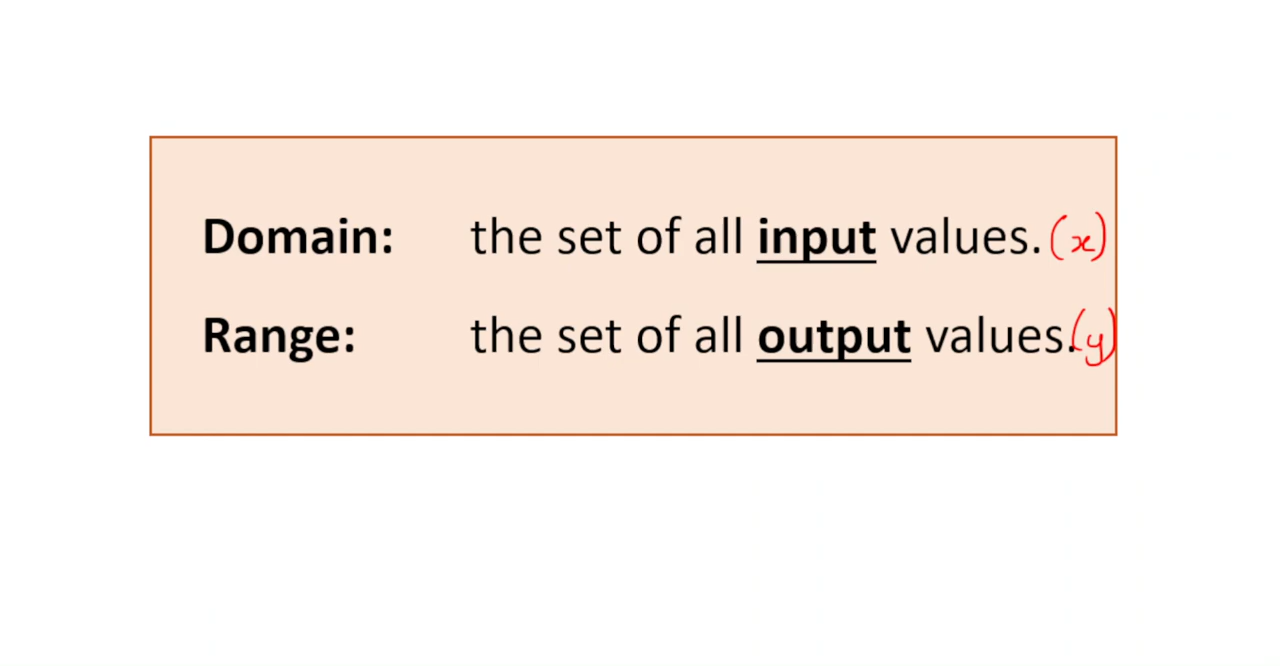 Domain: the set of all input values. (x)
Range: the set of all output values. (y)